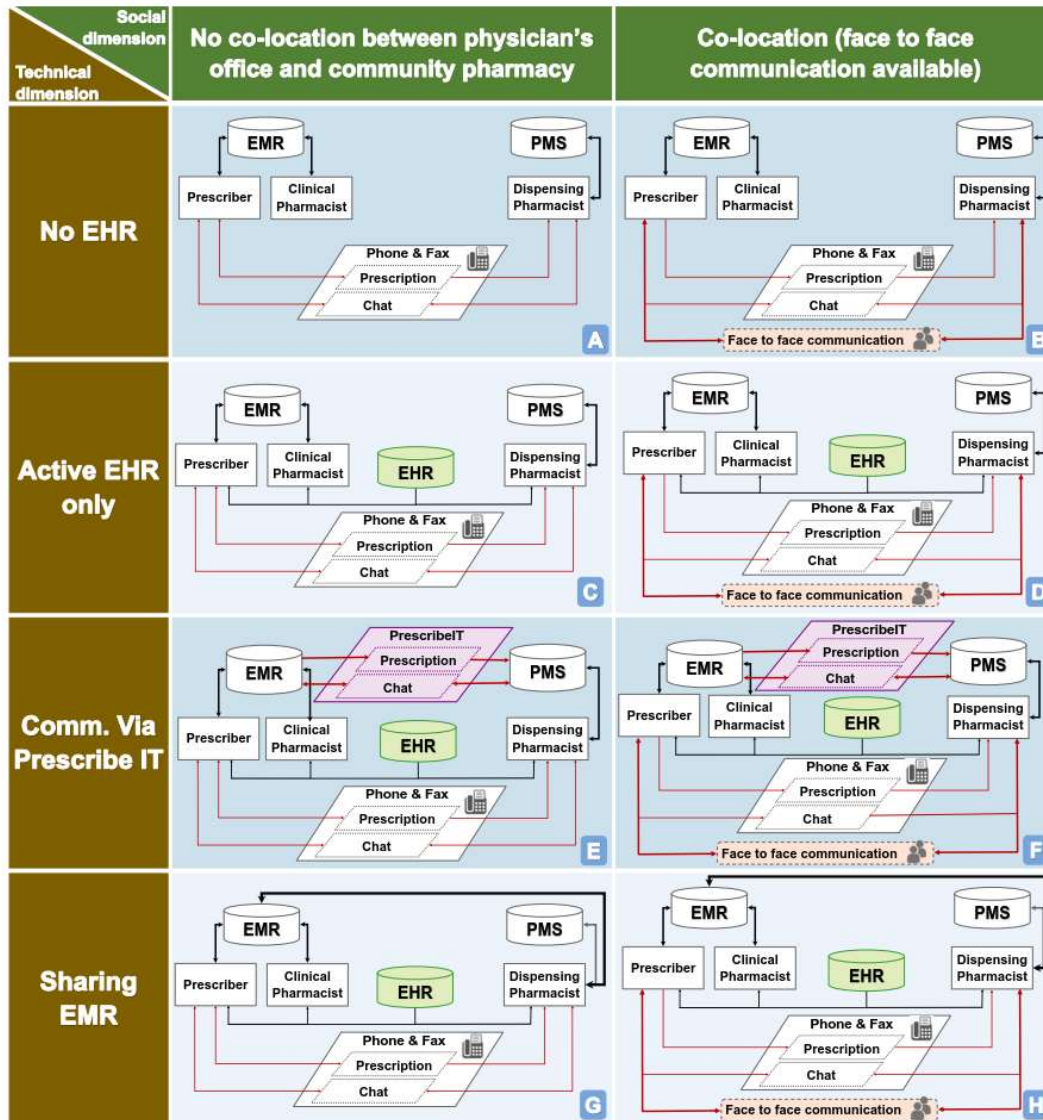 Social
dimension
Technical
dimension
No co-location between physician's
office and community pharmacy
Co-location (face to face
communication available)
No EHR
EMR
PMS
Prescriber
Clinical
Pharmacist
Dispensing
Pharmacist
Phone & Fax
Prescription
Chat
A
EMR
PMS
Prescriber
Clinical
Pharmacist
Dispensing
Pharmacist
Phone & Fax
Prescription
Chat
Face to face communication
B
Active EHR
only
EMR
PMS
Prescriber
Clinical
Pharmacist
EHR
Dispensing
Pharmacist
Phone & Fax
Prescription
Chat
C
EMR
PMS
Prescriber
Clinical
Pharmacist
EHR
Dispensing
Pharmacist
Phone & Fax
Prescription
Chat
Face to face communication
D
Comm. Via
Prescribe IT
PrescribeIT
Prescription
Chat
EMR
PMS
Prescriber
Clinical
Pharmacist
EHR
Dispensing
Pharmacist
Phone & Fax
Prescription
Chat
E
PrescribeIT
Prescription
Chat
EMR
PMS
Prescriber
Clinical
Pharmacist
EHR
Dispensing
Pharmacist
Phone & Fax
Prescription
Chat
Face to face communication
F
Sharing
EMR
EMR
PMS
Prescriber
Clinical
Pharmacist
EHR
Dispensing
Pharmacist
Phone & Fax
Prescription
Chat
G
EMR
PMS
Prescriber
Clinical
Pharmacist
EHR
Dispensing
Pharmacist
Phone & Fax
Prescription
Chat
Face to face communication
H